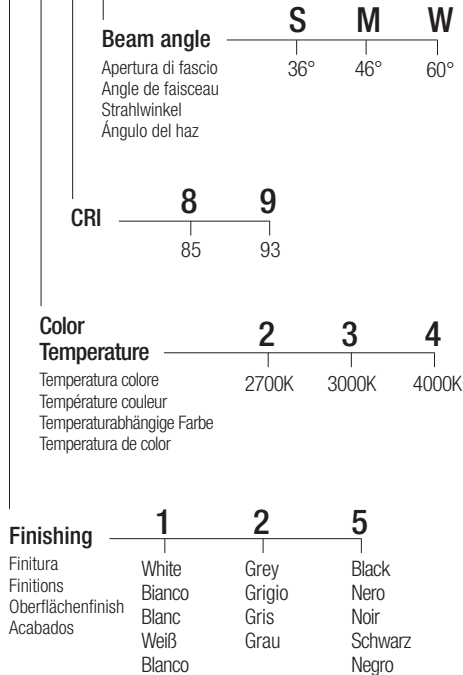 Beam angle S M W
Apertura di fascio 36° 46° 60°
Angle de faisceau
Strahlwinkel
Ángulo del haz
CRI 8 9
85 93
Color
Temperature 2 3 4
Temperatura colore 2700K 3000K 4000K
Température couleur
Temperaturabhängige Farbe
Temperatura de color
Finishing 1 2 5
Finitura White Grey Black
Finitions Bianco Grigio Nero
Oberflächenfinish Blanc Gris Noir
Acabados Weiß Grau Schwarz
Blanco Negro